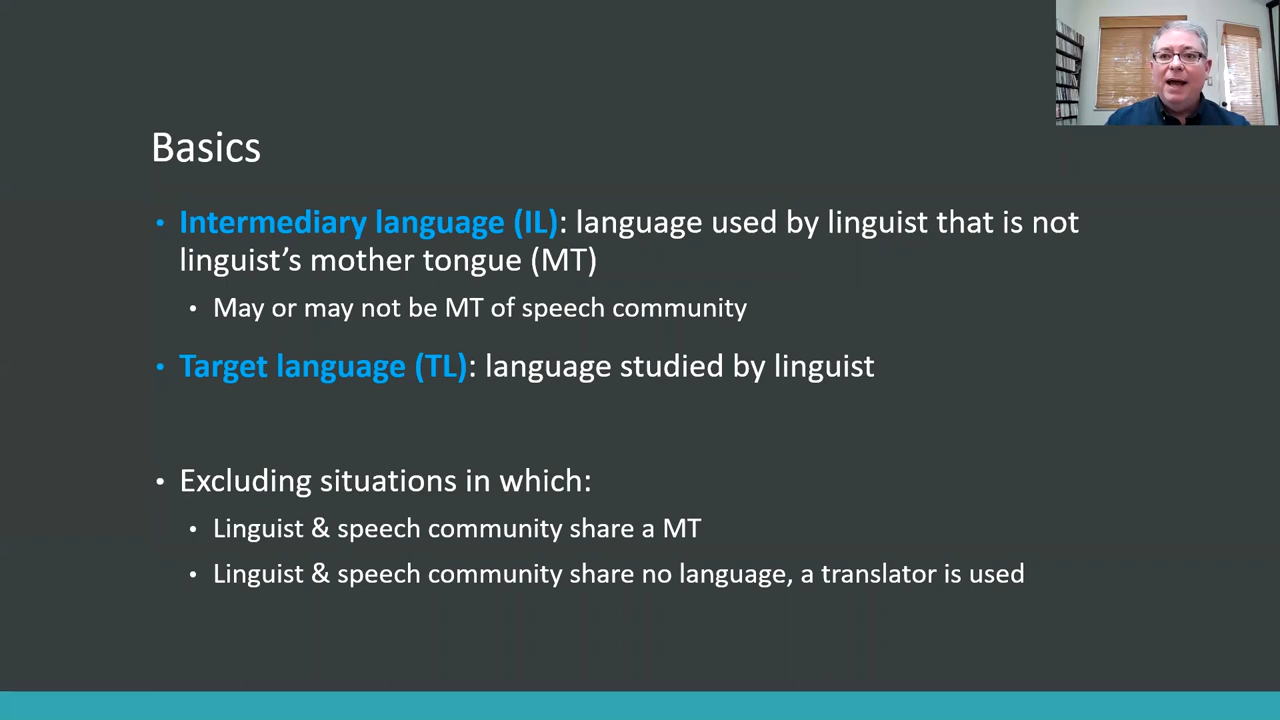 Basics
• Intermediary language (IL): language used by linguist that is not
linguist’s mother tongue (MT)
• May or may not be MT of speech community
• Target language (TL): language studied by linguist
• Excluding situations in which:
• Linguist & speech community share a MT
• Linguist & speech community share no language, a translator is used